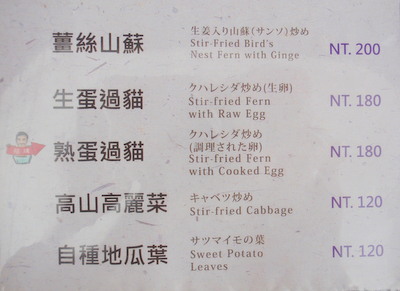 薑絲山蘇
生姜入り山蘇(サンソ)炒め
Stir-Fried Bird's
Nest Fern with Ginge
NT. 200
生蛋過貓
クハレシダ炒め(生卵)
Stir-fried Fern
with Raw Egg
NT. 180
熟蛋過貓
クハレシダ炒め
(調理された卵)
Stir-fried Fern
with Cooked Egg
NT. 180
高山高麗菜
キャベツ炒め
Stir-fried Cabbage
NT. 120
自種地瓜葉
サツマイモの葉
Sweet Potato
Leaves
NT. 120